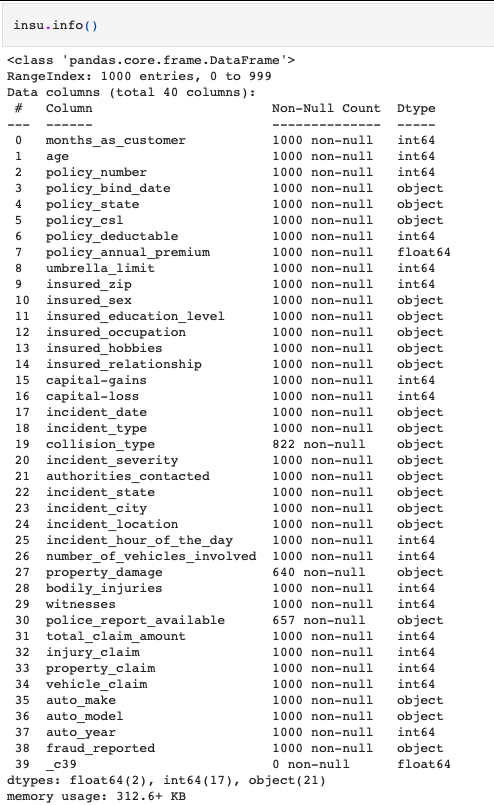 insu.info()
<class 'pandas.core.frame.DataFrame'>
RangeIndex: 1000 entries, 0 to 999
Data columns (total 40 columns):
 #   Column                       Non-Null Count  Dtype
---  ------                       --------------  -----
 0   months_as_customer           1000 non-null   int64
 1   age                          1000 non-null   int64
 2   policy_number                1000 non-null   int64
 3   policy_bind_date             1000 non-null   object
 4   policy_state                 1000 non-null   object
 5   policy_csl                   1000 non-null   object
 6   policy_deductable            1000 non-null   int64
 7   policy_annual_premium        1000 non-null   float64
 8   umbrella_limit               1000 non-null   int64
 9   insured_zip                  1000 non-null   int64
 10  insured_sex                  1000 non-null   object
 11  insured_education_level      1000 non-null   object
 12  insured_occupation           1000 non-null   object
 13  insured_hobbies              1000 non-null   object
 14  insured_relationship         1000 non-null   object
 15  capital-gains                1000 non-null   int64
 16  capital-loss                 1000 non-null   int64
 17  incident_date                1000 non-null   object
 18  incident_type                1000 non-null   object
 19  collision_type               822 non-null    object
 20  incident_severity            1000 non-null   object
 21  authorities_contacted        1000 non-null   object
 22  incident_state               1000 non-null   object
 23  incident_city                1000 non-null   object
 24  incident_location            1000 non-null   object
 25  incident_hour_of_the_day     1000 non-null   int64
 26  number_of_vehicles_involved  1000 non-null   int64
 27  property_damage              640 non-null    object
 28  bodily_injuries              1000 non-null   int64
 29  witnesses                    1000 non-null   int64
 30  police_report_available      657 non-null    object
 31  total_claim_amount           1000 non-null   int64
 32  injury_claim                 1000 non-null   int64
 33  property_claim               1000 non-null   int64
 34  vehicle_claim                1000 non-null   int64
 35  auto_make                    1000 non-null   object
 36  auto_model                   1000 non-null   object
 37  auto_year                    1000 non-null   int64
 38  fraud_reported               1000 non-null   object
 39  _c39                         0 non-null      float64
dtypes: float64(2), int64(17), object(21)
memory usage: 312.6+ KB